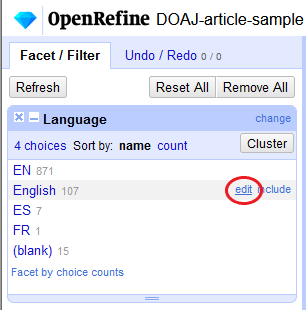 OpenRefine DOAJ-article-sample
Facet / Filter Undo / Redo 0 / 0
Refresh Reset All Remove All
Language change
4 choices Sort by: name count Cluster
EN 871
English 107 edit include
ES 7
FR 1
(blank) 15
Facet by choice counts